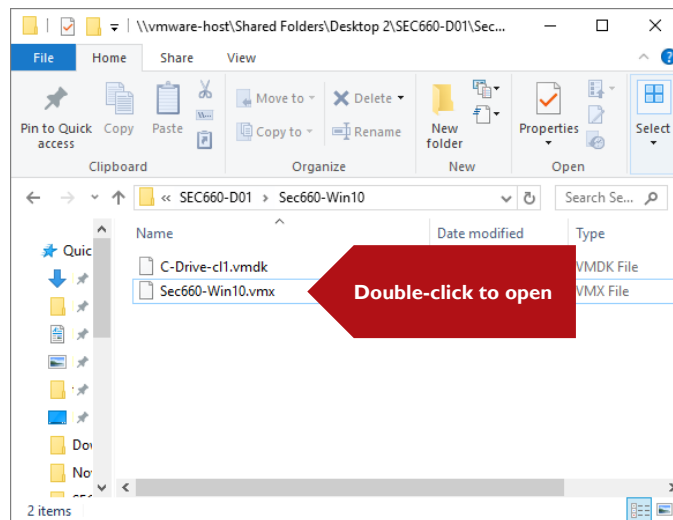 \\vmware-host\Shared Folders\Desktop 2\SEC660-D01\Sec...
File Home Share View
Pin to Quick access
Copy
Paste
Move to
Copy to
Delete
Rename
New folder
Properties
Select
Clipboard Organize New Open
« SEC660-D01 > Sec660-Win10
Search Se...
Name Date modified Type
Quic
C-Drive-cl1.vmdk VMDK File
Sec660-Win10.vmx VMX File
Double-click to open
Dov
No
2 items